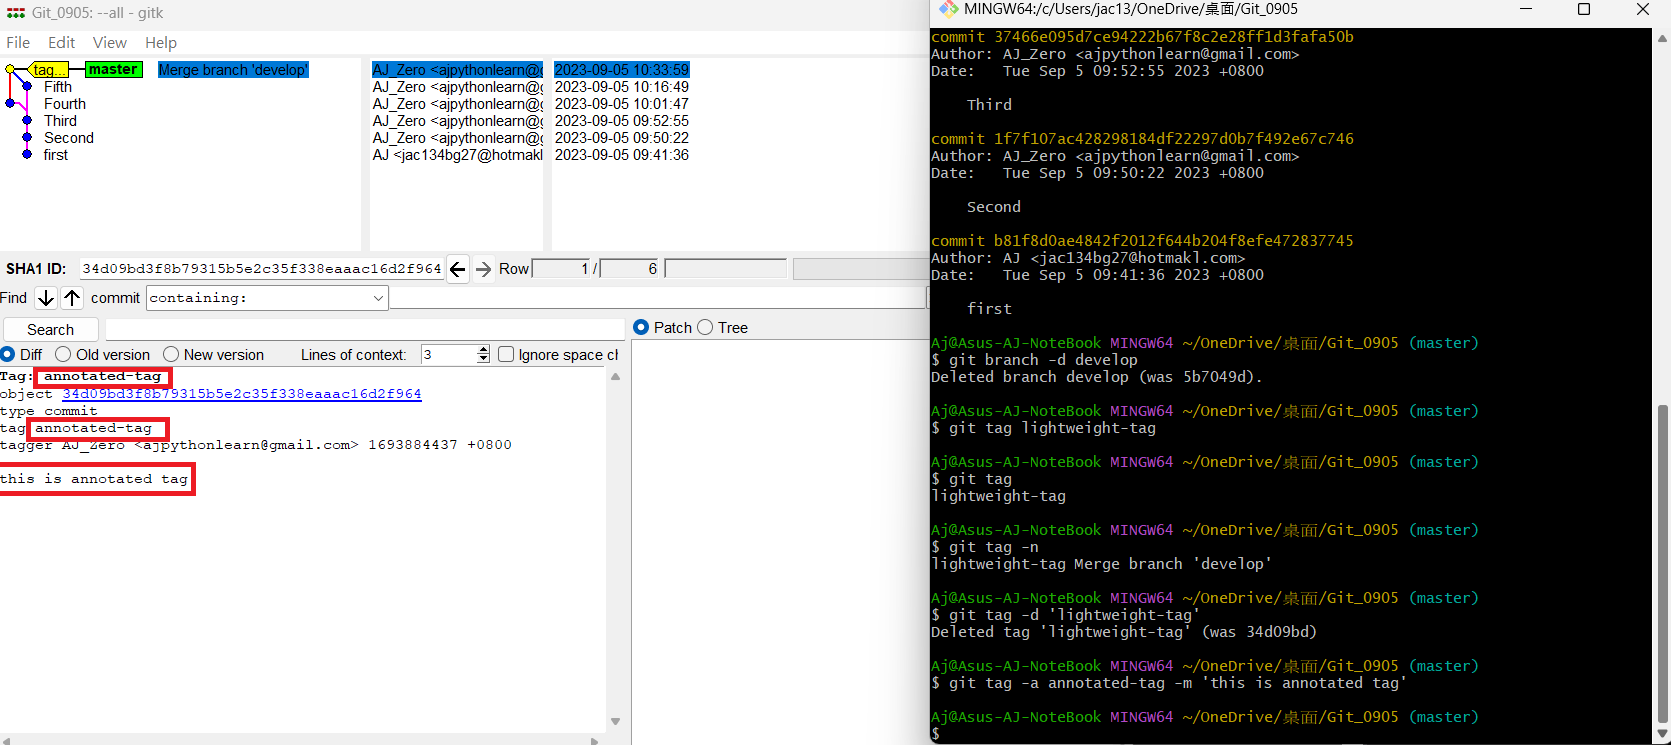 Git_0905: --all - gitk
File Edit View Help
tag... master Merge branch 'develop' AJ_Zero <ajpythonlearn@g 2023-09-05 10:33:59
Fifth AJ_Zero <ajpythonlearn@g 2023-09-05 10:16:49
Fourth AJ_Zero <ajpythonlearn@g 2023-09-05 10:01:47
Third AJ_Zero <ajpythonlearn@g 2023-09-05 09:52:55
Second AJ_Zero <ajpythonlearn@g 2023-09-05 09:50:22
first AJ <jac134bg27@hotmakl 2023-09-05 09:41:36
SHA1 ID: 34d09bd3f8b79315b5e2c35f338eaaac16d2f964 Row 1 / 6
Find commit containing:
Search
Patch Tree
Diff Old version New version Lines of context: 3 Ignore space ch
Tag: annotated-tag
object 34d09bd3f8b79315b5e2c35f338eaaac16d2f964
type commit
tag annotated-tag
tagger AJ_Zero <ajpythonlearn@gmail.com> 1693884437 +0800
this is annotated tag
MINGW64:/c/Users/jac13/OneDrive/桌面/Git_0905
commit 37466e095d7ce94222b67f8c2e28ff1d3fafa50b
Author: AJ_Zero <ajpythonlearn@gmail.com>
Date:   Tue Sep 5 09:52:55 2023 +0800
Third
commit 1f7f107ac428298184df22297d0b7f492e67c746
Author: AJ_Zero <ajpythonlearn@gmail.com>
Date:   Tue Sep 5 09:50:22 2023 +0800
Second
commit b81f8d0ae4842f2012f644b204f8efe472837745
Author: AJ <jac134bg27@hotmakl.com>
Date:   Tue Sep 5 09:41:36 2023 +0800
first
Aj@Asus-AJ-NoteBook MINGW64 ~/OneDrive/桌面/Git_0905 (master)
$ git branch -d develop
Deleted branch develop (was 5b7049d).
Aj@Asus-AJ-NoteBook MINGW64 ~/OneDrive/桌面/Git_0905 (master)
$ git tag lightweight-tag
Aj@Asus-AJ-NoteBook MINGW64 ~/OneDrive/桌面/Git_0905 (master)
$ git tag
lightweight-tag
Aj@Asus-AJ-NoteBook MINGW64 ~/OneDrive/桌面/Git_0905 (master)
$ git tag -n
lightweight-tag Merge branch 'develop'
Aj@Asus-AJ-NoteBook MINGW64 ~/OneDrive/桌面/Git_0905 (master)
$ git tag -d 'lightweight-tag'
Deleted tag 'lightweight-tag' (was 34d09bd)
Aj@Asus-AJ-NoteBook MINGW64 ~/OneDrive/桌面/Git_0905 (master)
$ git tag -a annotated-tag -m 'this is annotated tag'
Aj@Asus-AJ-NoteBook MINGW64 ~/OneDrive/桌面/Git_0905 (master)
$